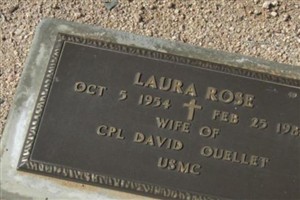 LAURA ROSE
OCT 5 1954 ✝ FEB 25 198
WIFE OF
CPL DAVID OUELLET
USMC